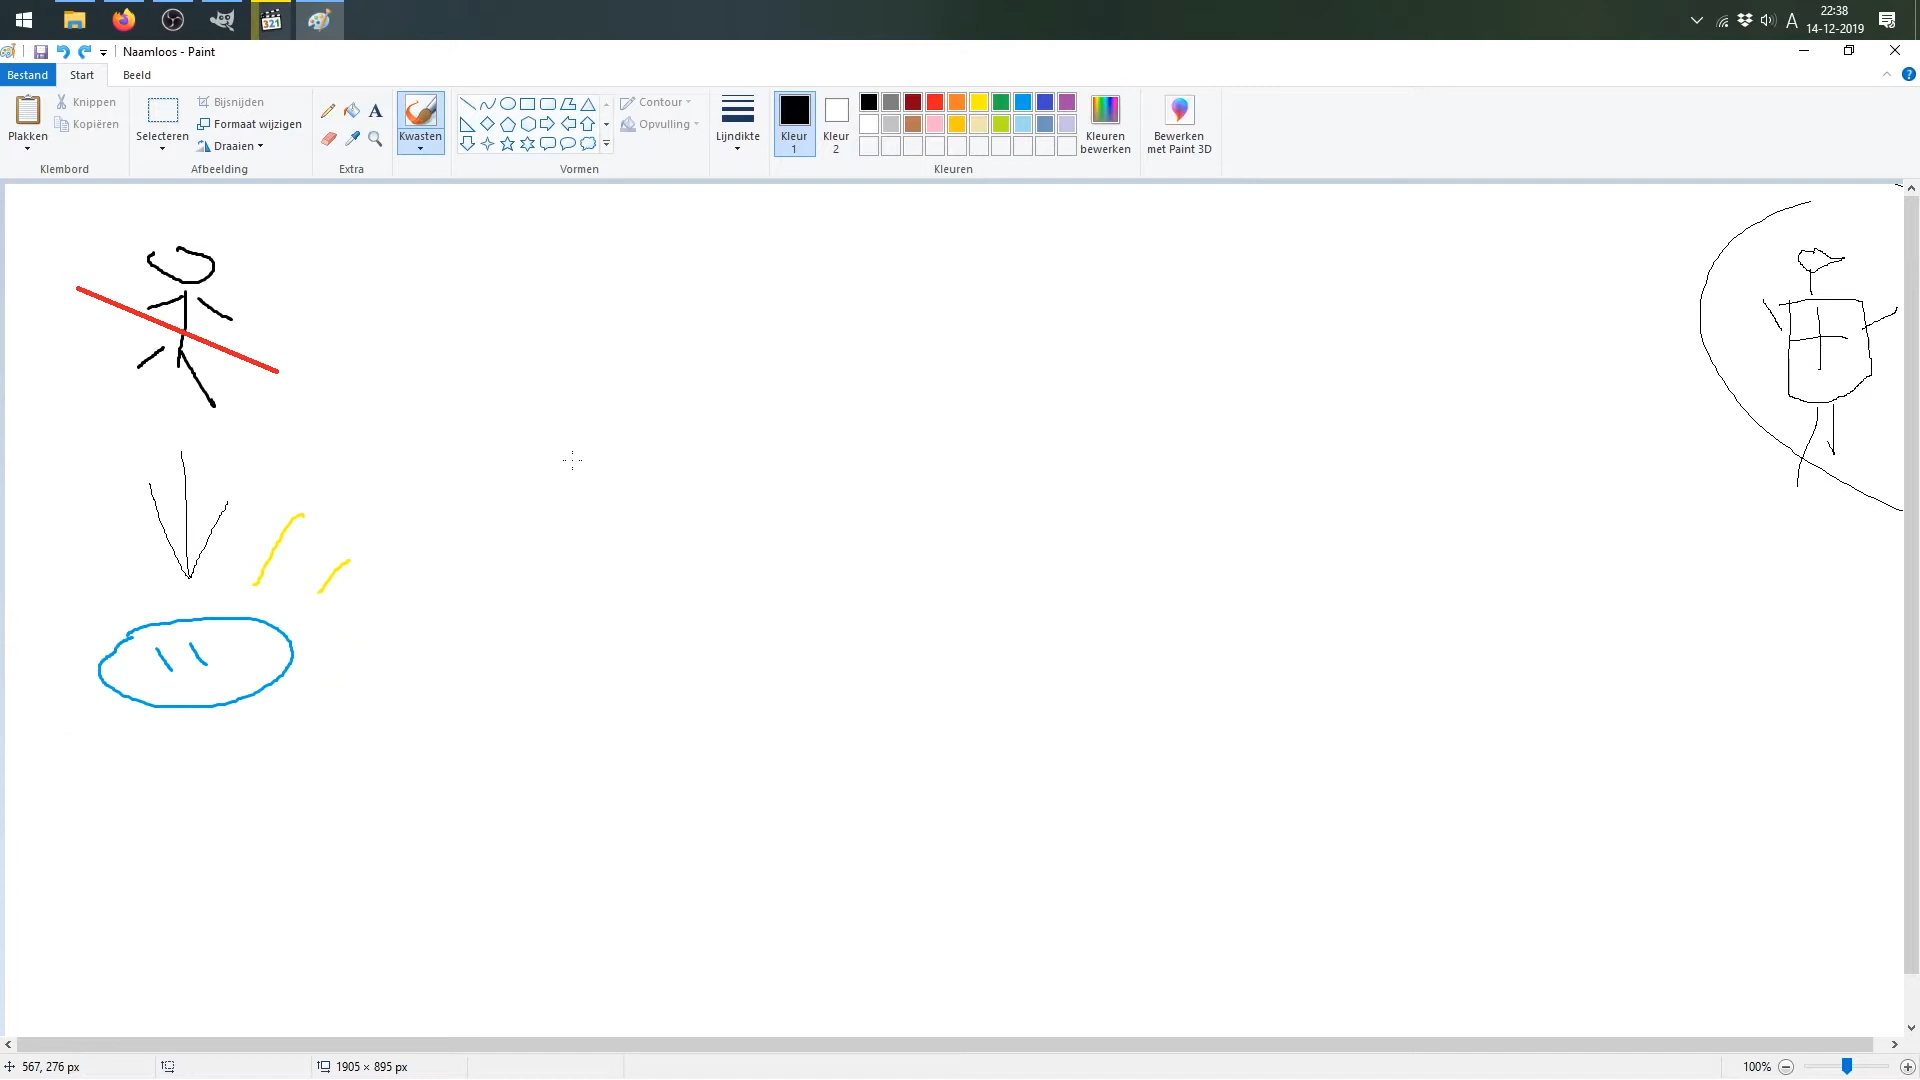 22:38
14-12-2019
Naamloos - Paint
Bestand Start Beeld
Plakken
Knippen
Kopiëren
Klembord
Selecteren
Bijsnijden
Formaat wijzigen
Draaien
Afbeelding
A
Extra
Kwasten
Contour
Opvulling
Vormen
Lijndikte
Kleur
1
Kleur
2
Kleuren
bewerken
Kleuren
Bewerken
met Paint 3D
567, 276 px
1905 × 895 px
100%